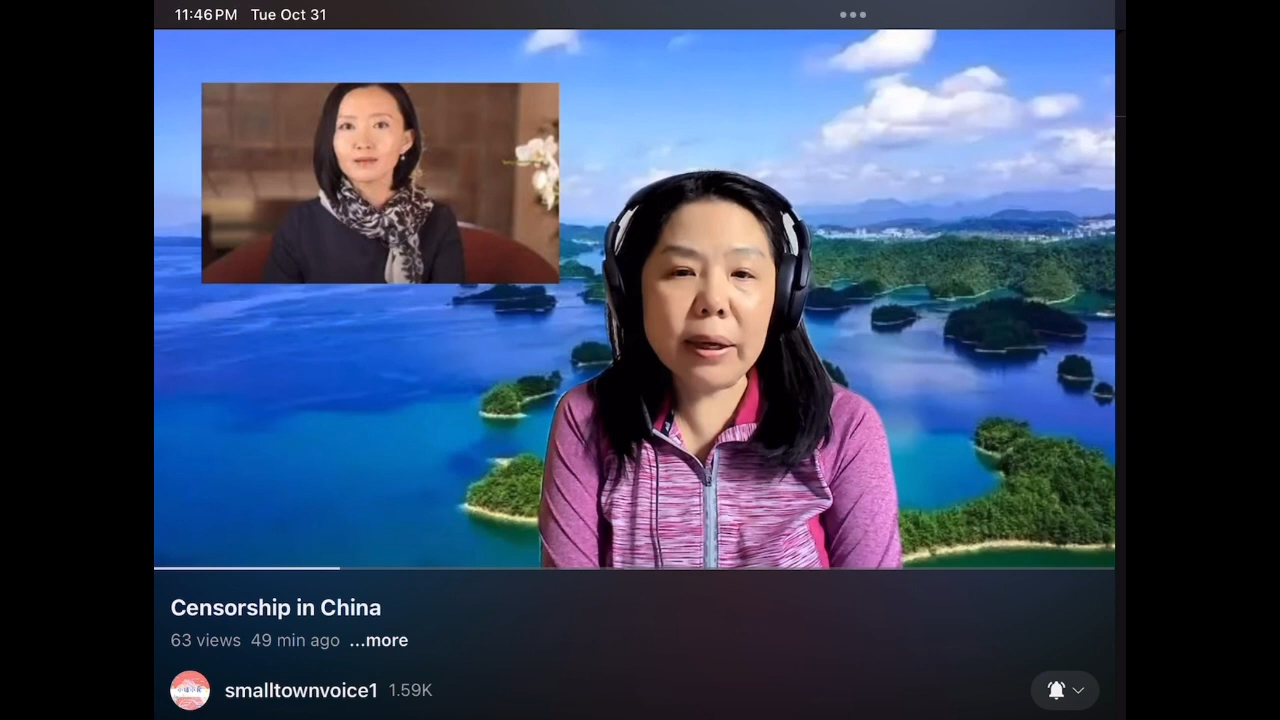 11:46 PM Tue Oct 31
Censorship in China
63 views 49 min ago ...more
smalltownvoice1 1.59K